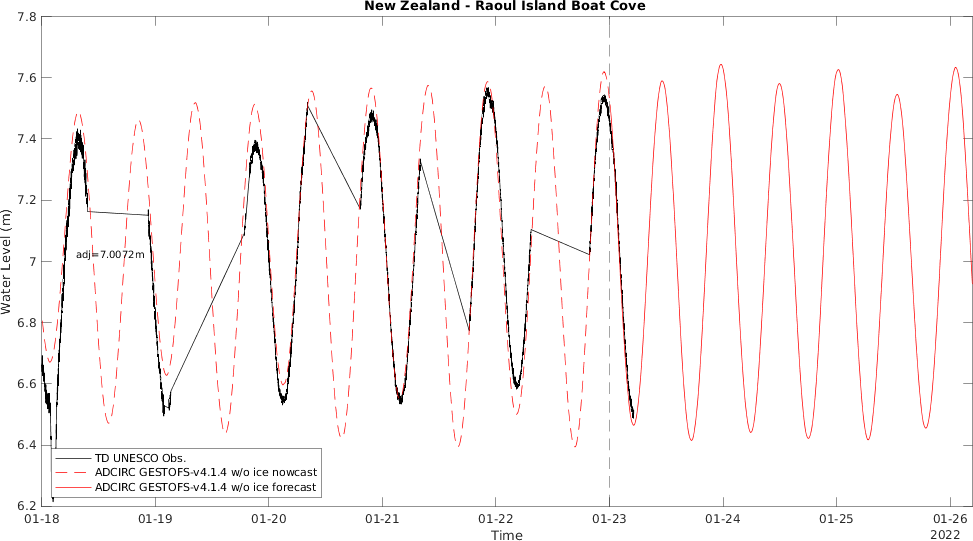 New Zealand - Raoul Island Boat Cove
7.8
7.6
7.4
7.2
7
6.8
6.6
6.4
6.2
Water Level (m)
adj=7.0072m
TD UNESCO Obs.
ADCIRC GESTOFS-v4.1.4 w/o ice nowcast
ADCIRC GESTOFS-v4.1.4 w/o ice forecast
01-18 01-19 01-20 01-21 01-22 01-23 01-24 01-25 01-26
Time
2022